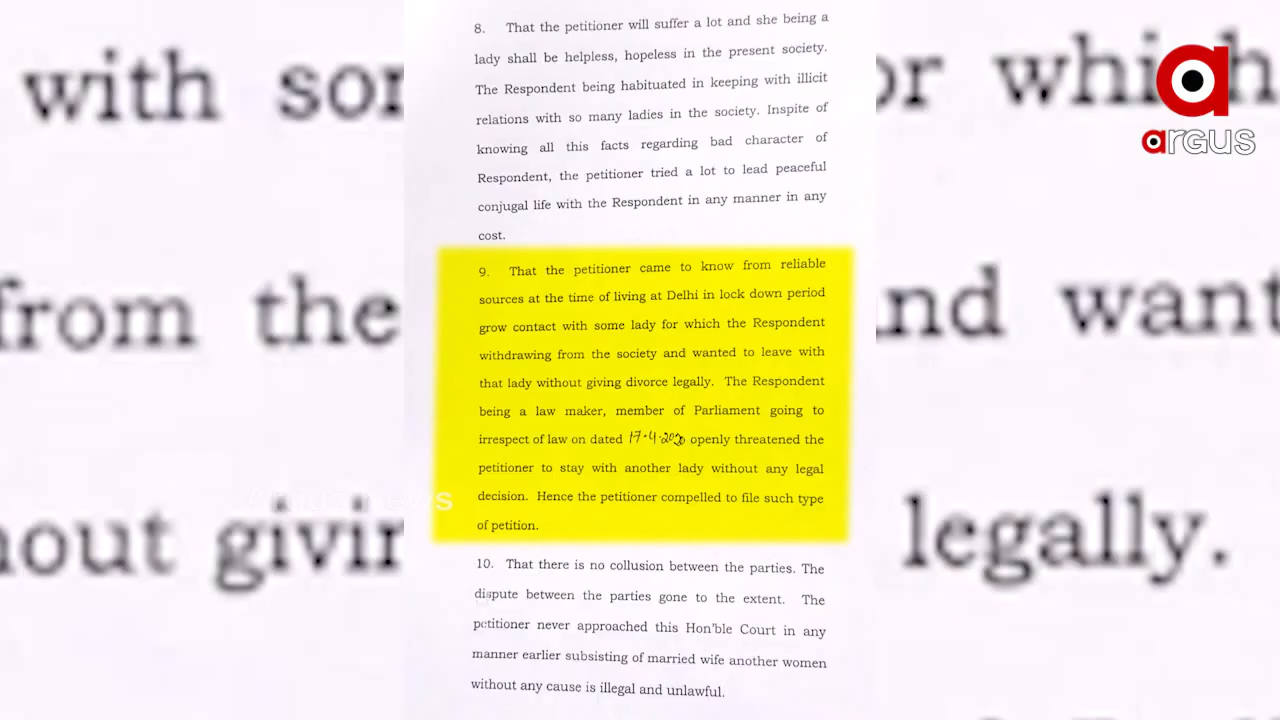 8. That the petitioner will suffer a lot and she being a
lady shall be helpless, hopeless in the present society.
The Respondent being habituated in keeping with illicit
relations with so many ladies in the society. Inspite of
knowing all this facts regarding bad character of
Respondent, the petitioner tried a lot to lead peaceful
conjugal life with the Respondent in any manner in any
cost.
9. That the petitioner came to know from reliable
sources at the time of living at Delhi in lock down period
grow contact with some lady for which the Respondent
withdrawing from the society and wanted to leave with
that lady without giving divorce legally. The Respondent
being a law maker, member of Parliament going to
irrespect of law on dated 17.4.2020 openly threatened the
petitioner to stay with another lady without any legal
decision. Hence the petitioner compelled to file such type
of petition.
10. That there is no collusion between the parties. The
dispute between the parties gone to the extent. The
petitioner never approached this Hon'ble Court in any
manner earlier subsisting of married wife another women
without any cause is illegal and unlawful.
with
from the
legally.
argus